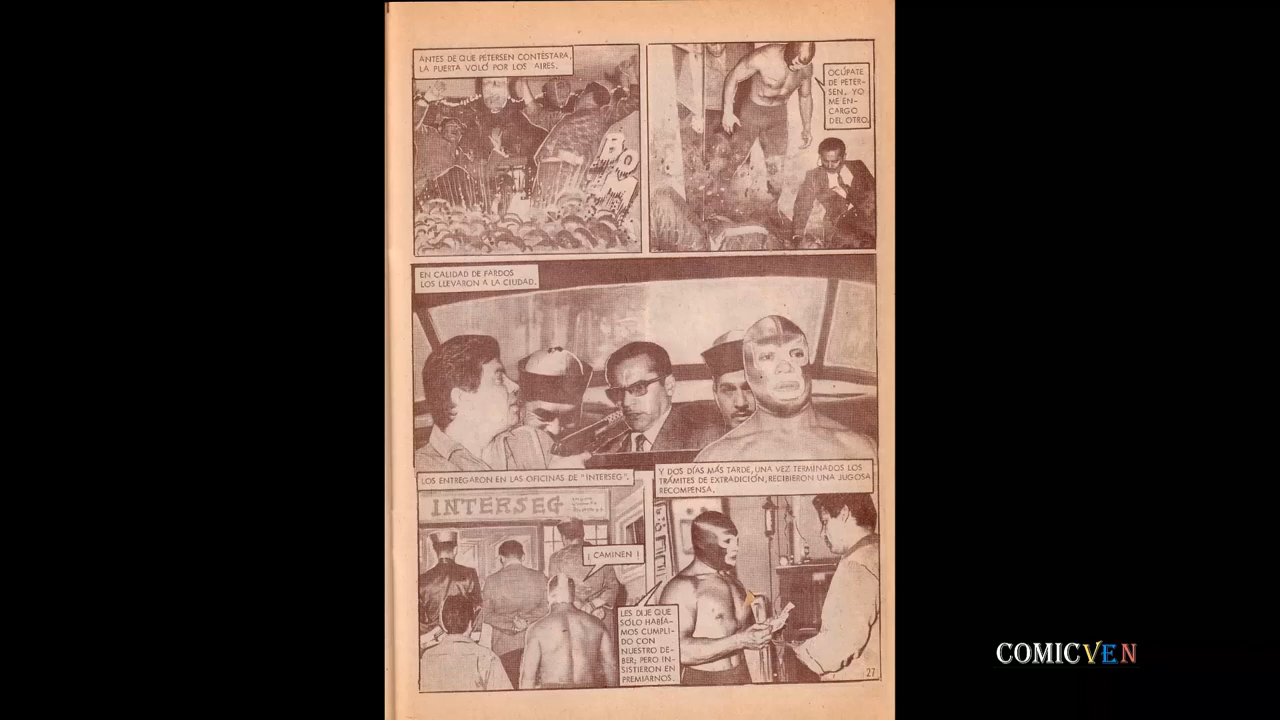 ANTES DE QUE PETERSEN CONTESTARA,
LA PUERTA VOLÓ POR LOS AIRES.
OCÚPATE
DE PETER-
SEN. YO
ME EN-
CARGO
DEL OTRO.
EN CALIDAD DE FARDOS
LOS LLEVARON A LA CIUDAD.
LOS ENTREGARON EN LAS OFICINAS DE "INTERSEG".
INTERSEG
¡ CAMINEN !
Y DOS DÍAS MÁS TARDE, UNA VEZ TERMINADOS LOS
TRÁMITES DE EXTRADICIÓN, RECIBIERON UNA JUGOSA
RECOMPENSA.
LES DIJE QUE
SÓLO HABÍA-
MOS CUMPLI-
DO CON
NUESTRO DE-
BER; PERO IN-
SISTIERON EN
PREMIARNOS.
27
COMICVEN